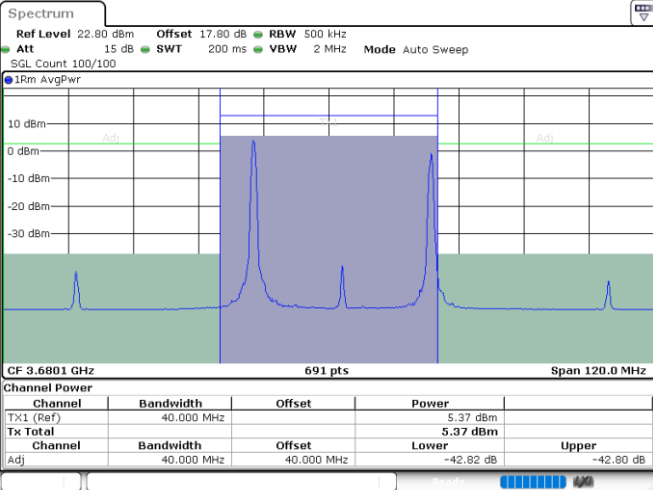 Spectrum
Ref Level 22.80 dBm Offset 17.80 dB RBW 500 kHz
Att 15 dB SWT 200 ms VBW 2 MHz Mode Auto Sweep
SGL Count 100/100
1Rm AvgPwr
10 dBm
Adj Adj
0 dBm
-10 dBm
-20 dBm
-30 dBm
CF 3.6801 GHz 691 pts Span 120.0 MHz
Channel Power
Channel Bandwidth Offset Power
TX1 (Ref) 40.000 MHz 5.37 dBm
Tx Total 5.37 dBm
Channel Bandwidth Offset Lower Upper
Adj 40.000 MHz 40.000 MHz -42.82 dB -42.80 dB